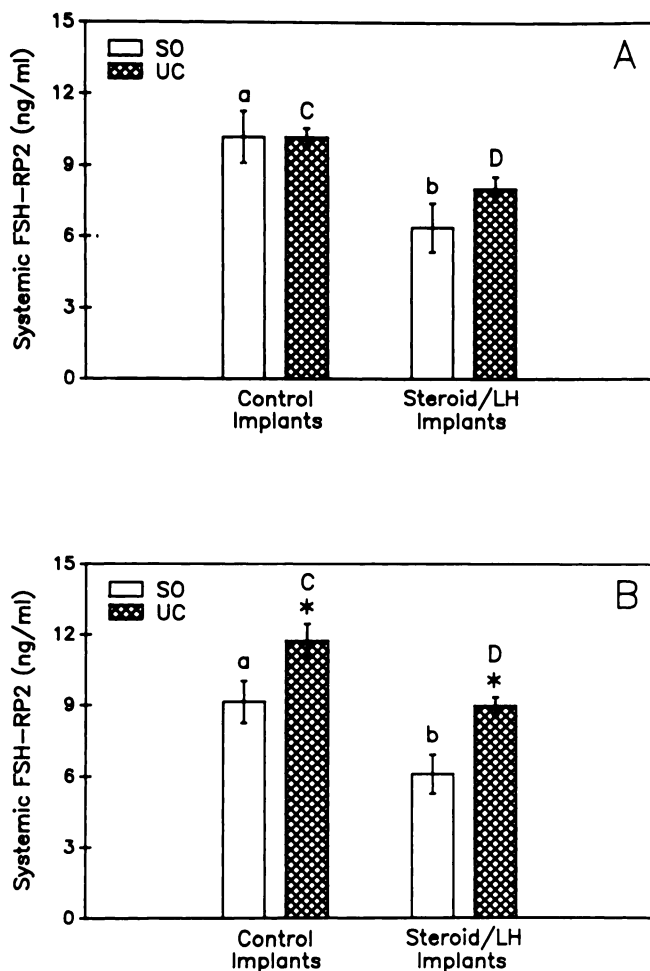 A
SO
UC
Systemic FSH–RP2 (ng/ml)
15
12
9
6
3
0
a
C
b
D
Control
Implants
Steroid/LH
Implants
B
SO
UC
Systemic FSH–RP2 (ng/ml)
15
12
9
6
3
0
a
C
*
b
D
*
Control
Implants
Steroid/LH
Implants